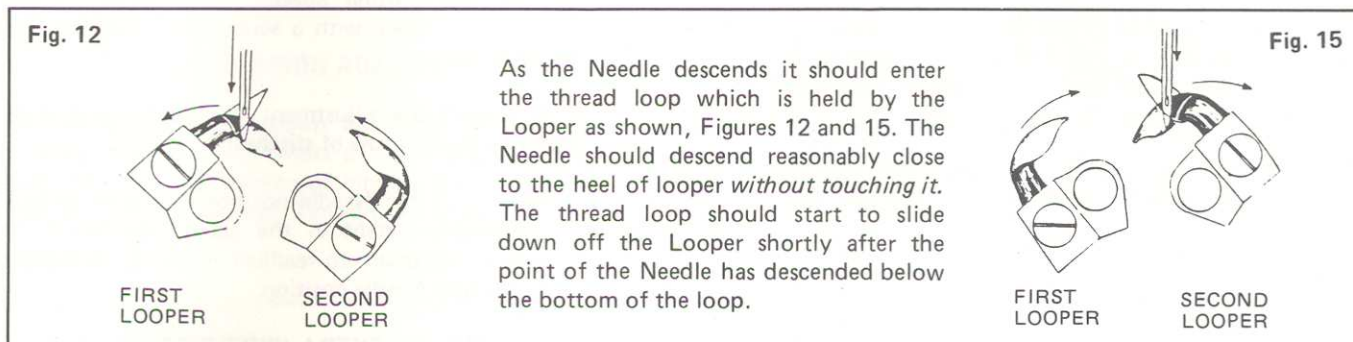 Fig. 12
FIRST
LOOPER
SECOND
LOOPER
As the Needle descends it should enter
the thread loop which is held by the
Looper as shown, Figures 12 and 15. The
Needle should descend reasonably close
to the heel of looper without touching it.
The thread loop should start to slide
down off the Looper shortly after the
point of the Needle has descended below
the bottom of the loop.
Fig. 15
FIRST
LOOPER
SECOND
LOOPER